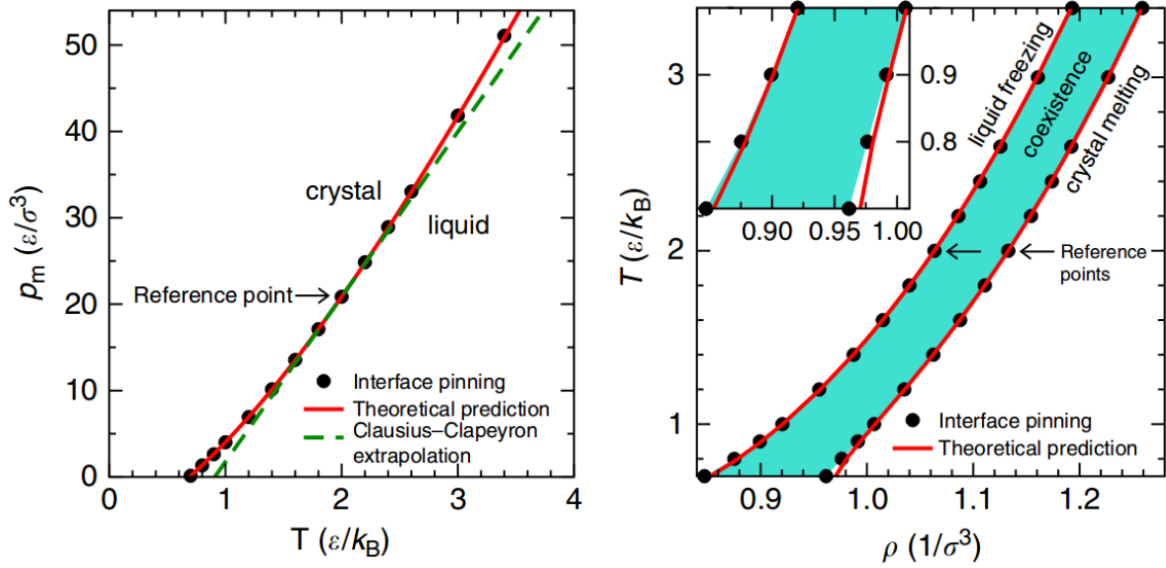 50
40
30
20
10
0
p_m (ε/σ³)
crystal
liquid
Reference point
Interface pinning
Theoretical prediction
Clausius–Clapeyron
extrapolation
0
1
2
3
4
T (ε/k_B)
3
2
1
T (ε/k_B)
0.9
0.8
0.90
0.95
1.00
liquid freezing
coexistence
crystal melting
Reference
points
Interface pinning
Theoretical prediction
0.9
1.0
1.1
1.2
ρ (1/σ³)